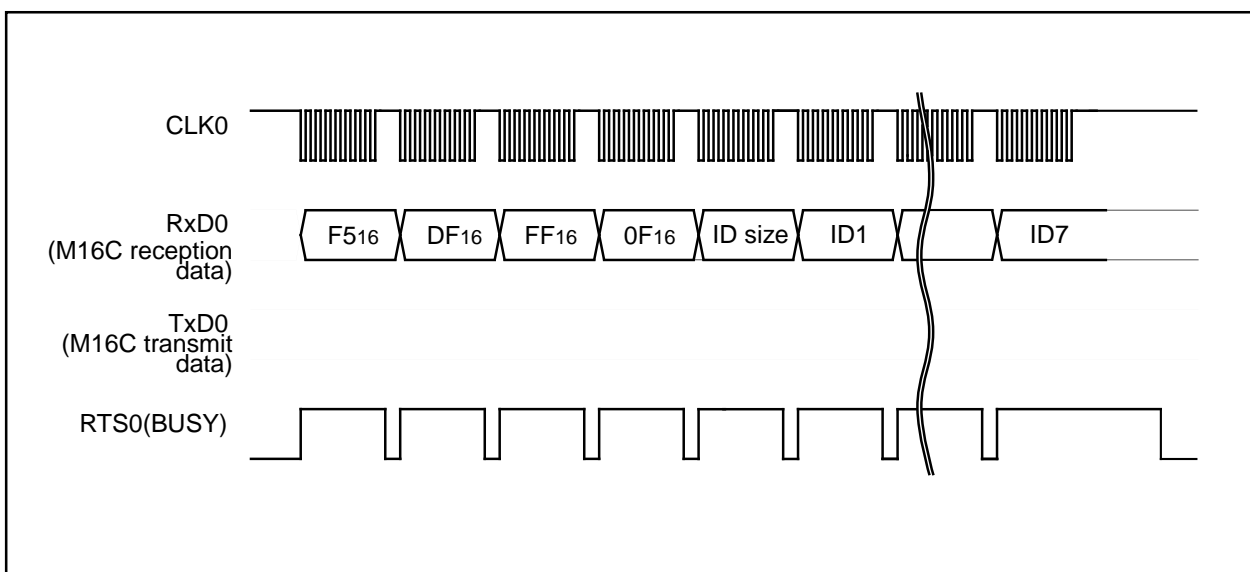 CLK0
RxD0
(M16C reception
data)
F516 DF16 FF16 0F16 ID size ID1 ID7
TxD0
(M16C transmit
data)
RTS0(BUSY)